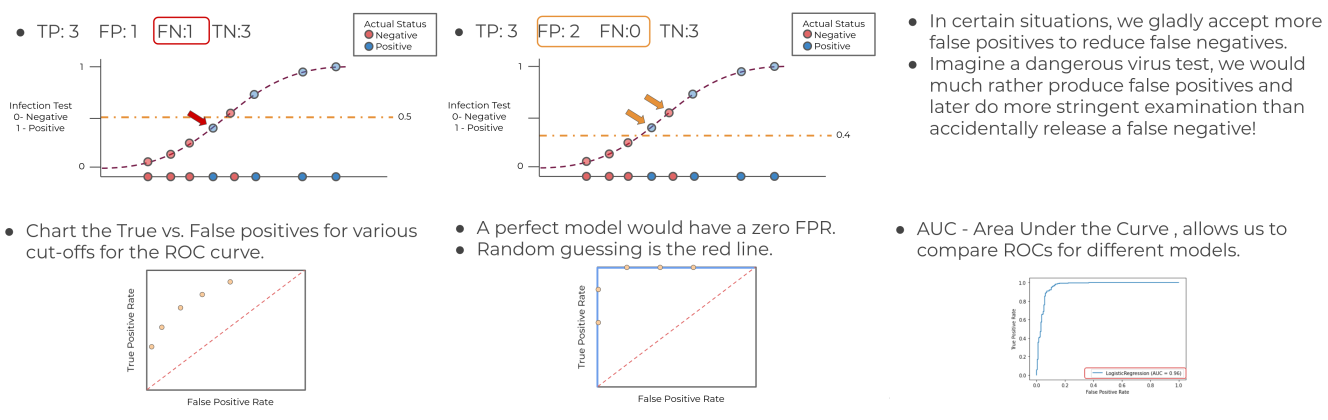 TP: 3 FP: 1 FN:1 TN:3
Actual Status
Negative
Positive
1
Infection Test
0- Negative
1 - Positive
0.5
0
TP: 3 FP: 2 FN:0 TN:3
Actual Status
Negative
Positive
1
Infection Test
0- Negative
1 - Positive
0.4
0
In certain situations, we gladly accept more
false positives to reduce false negatives.
Imagine a dangerous virus test, we would
much rather produce false positives and
later do more stringent examination than
accidentally release a false negative!
Chart the True vs. False positives for various
cut-offs for the ROC curve.
True Positive Rate
False Positive Rate
A perfect model would have a zero FPR.
Random guessing is the red line.
True Positive Rate
False Positive Rate
AUC - Area Under the Curve , allows us to
compare ROCs for different models.
1.0
0.8
0.6
0.4
0.2
0.0
True Positive Rate
LogisticRegression (AUC = 0.96)
0.0 0.2 0.4 0.6 0.8 1.0
False Positive Rate